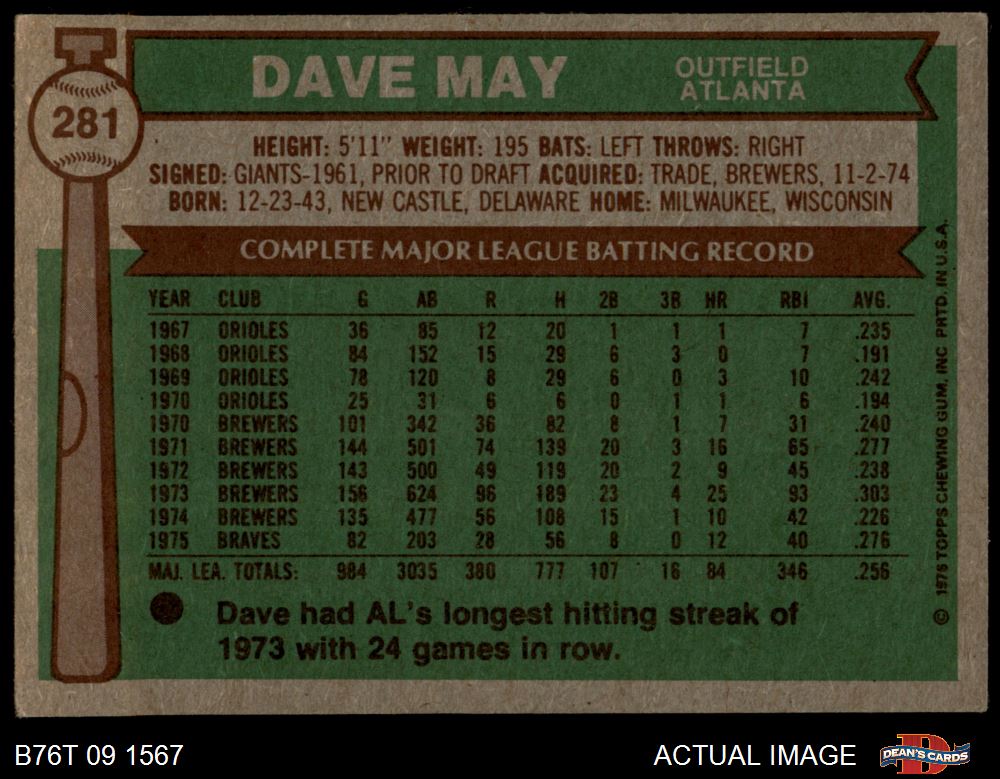 T
281
DAVE MAY
OUTFIELD
ATLANTA
HEIGHT: 5'11" WEIGHT: 195 BATS: LEFT THROWS: RIGHT
SIGNED: GIANTS-1961, PRIOR TO DRAFT ACQUIRED: TRADE, BREWERS, 11-2-74
BORN: 12-23-43, NEW CASTLE, DELAWARE HOME: MILWAUKEE, WISCONSIN
COMPLETE MAJOR LEAGUE BATTING RECORD
YEAR CLUB G AB R H 2B 3B HR RBI AVG.
1967 ORIOLES 36 85 12 20 1 1 1 7 .235
1968 ORIOLES 84 152 15 29 6 3 0 7 .191
1969 ORIOLES 78 120 8 29 6 0 3 10 .242
1970 ORIOLES 25 31 6 6 0 1 1 6 .194
1970 BREWERS 101 342 36 82 8 1 7 31 .240
1971 BREWERS 144 501 74 139 20 3 16 65 .277
1972 BREWERS 143 500 49 119 20 2 9 45 .238
1973 BREWERS 156 624 96 189 23 4 25 93 .303
1974 BREWERS 135 477 56 108 15 1 10 42 .226
1975 BRAVES 82 203 28 56 8 0 12 40 .276
MAJ. LEA. TOTALS: 984 3035 380 777 107 16 84 346 .256
Dave had AL's longest hitting streak of
1973 with 24 games in row.
© 1976 TOPPS CHEWING GUM, INC PRTD. IN U.S.A.
B76T 09 1567
ACTUAL IMAGE
DEAN'S CARDS